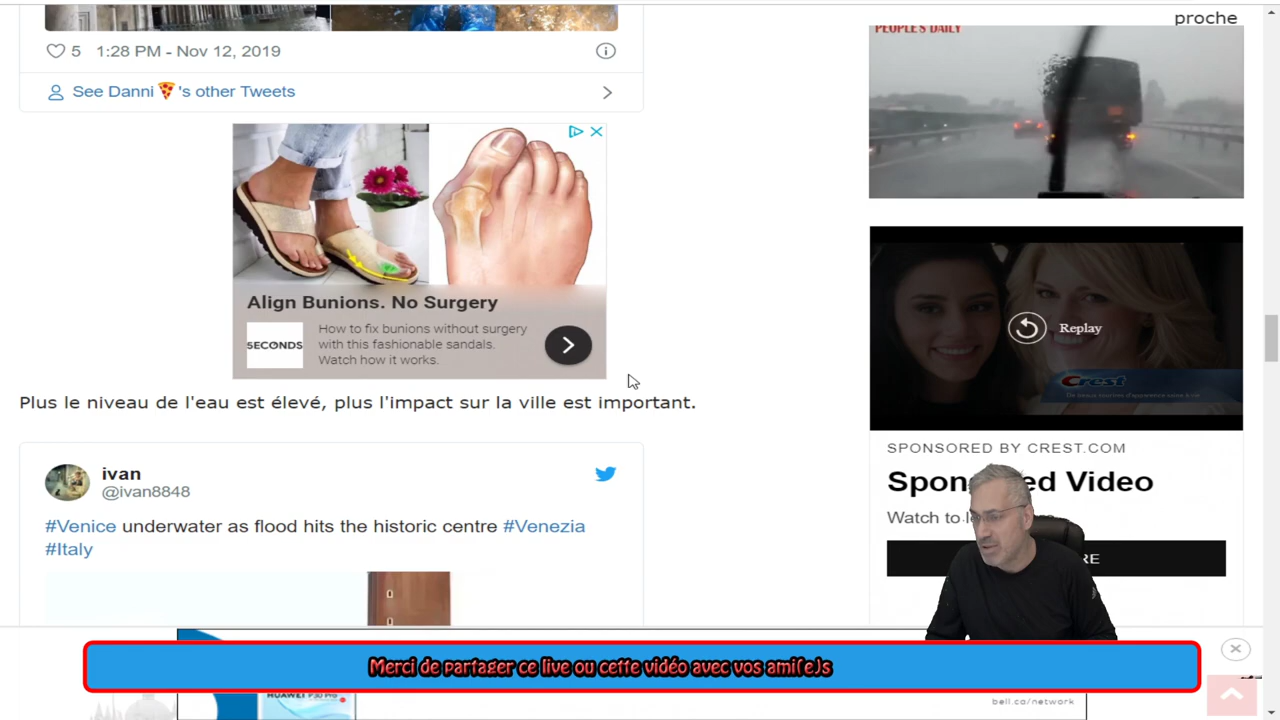 proche
PEOPLE'S DAILY
5 1:28 PM - Nov 12, 2019
See Danni 🍕's other Tweets
Align Bunions. No Surgery
5ECONDS
How to fix bunions without surgery
with this fashionable sandals.
Watch how it works.
Replay
Crest
Plus le niveau de l'eau est élevé, plus l'impact sur la ville est important.
SPONSORED BY CREST.COM
ivan
@ivan8848
#Venice underwater as flood hits the historic centre #Venezia
#Italy
Video
Watch to
Merci de partager ce live ou cette vidéo avec vos ami(e)s
HUAWEI P30 Pro
bell.ca/network